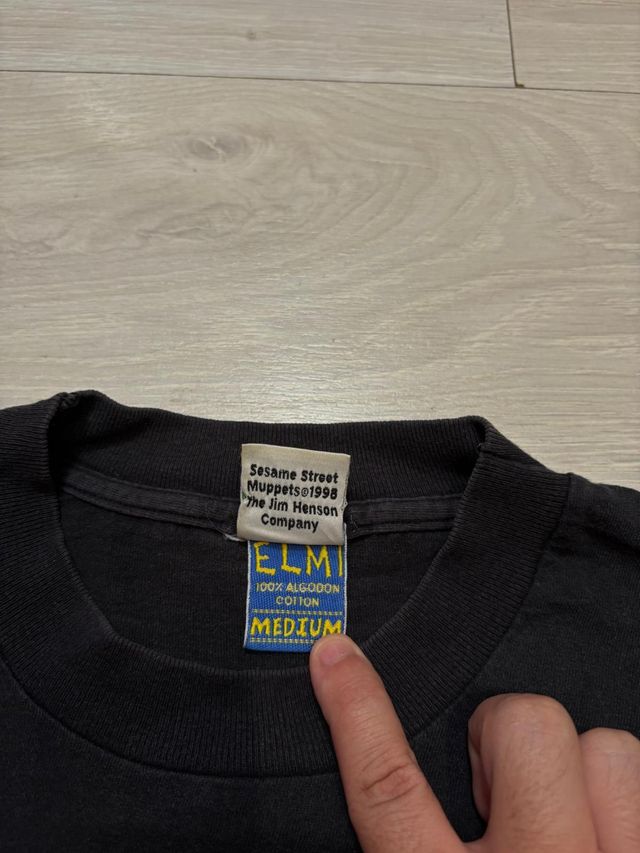 Sesame Street
Muppets©1998
The Jim Henson
Company
ELMI
100% ALGODON
COTTON
MEDIUM